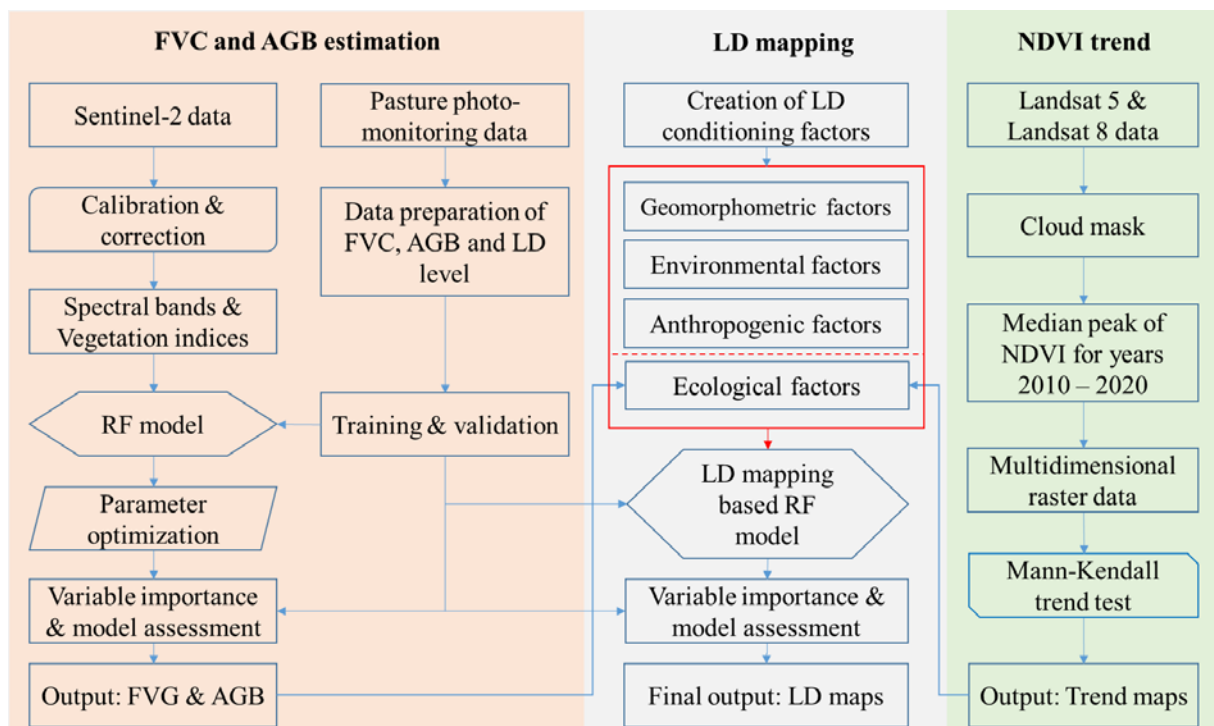 FVC and AGB estimation
Sentinel-2 data
Calibration &
correction
Spectral bands &
Vegetation indices
RF model
Parameter
optimization
Variable importance
& model assessment
Output: FVG & AGB
Pasture photo-
monitoring data
Data preparation of
FVC, AGB and LD
level
Training & validation
LD mapping
Creation of LD
conditioning factors
Geomorphometric factors
Environmental factors
Anthropogenic factors
Ecological factors
LD mapping
based RF
model
Variable importance &
model assessment
Final output: LD maps
NDVI trend
Landsat 5 &
Landsat 8 data
Cloud mask
Median peak of
NDVI for years
2010 – 2020
Multidimensional
raster data
Mann-Kendall
trend test
Output: Trend maps